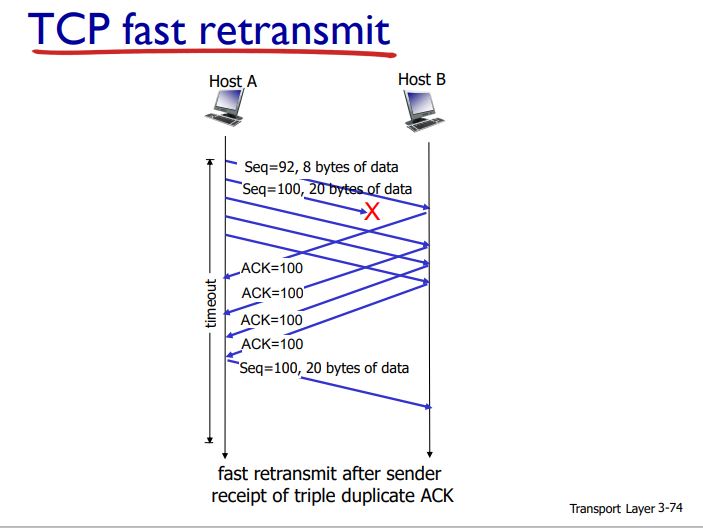 TCP fast retransmit
Host A
Host B
Seq=92, 8 bytes of data
Seq=100, 20 bytes of data
X
ACK=100
ACK=100
ACK=100
ACK=100
timeout
Seq=100, 20 bytes of data
fast retransmit after sender
receipt of triple duplicate ACK
Transport Layer 3-74